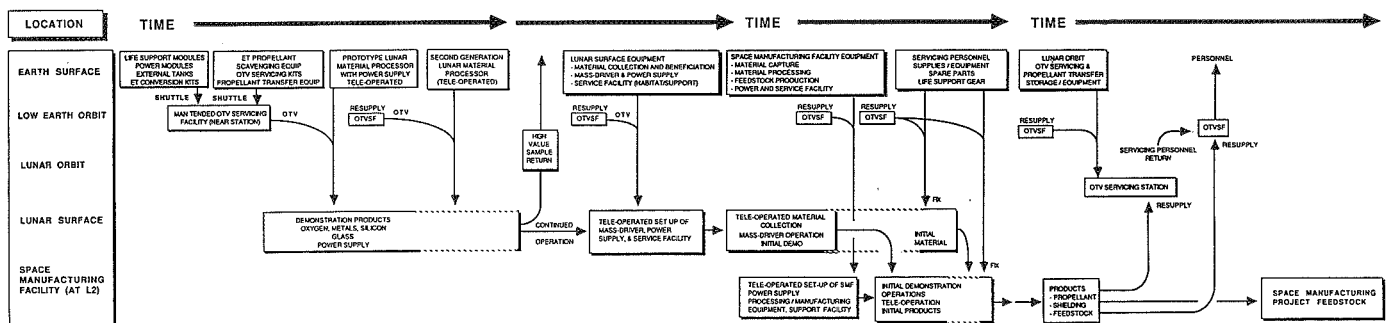 LOCATION
TIME
TIME
TIME
EARTH SURFACE
LIFE SUPPORT MODULES
POWER MODULES
EXTERNAL TANKS
ET CONVERSION KITS
ET PROPELLANT
SCAVENGING EQUIP
OTV SERVICING KITS
PROPELLANT TRANSFER EQUIP
PROTOTYPE LUNAR
MATERIAL PROCESSOR
WITH POWER SUPPLY
TELE-OPERATED
SECOND GENERATION
LUNAR MATERIAL
PROCESSOR
(TELE-OPERATED)
LUNAR SURFACE EQUIPMENT
- MATERIAL COLLECTION AND BENEFICIATION
- MASS-DRIVER & POWER SUPPLY
- SERVICE FACILITY (HABITAT/SUPPORT)
SPACE MANUFACTURING FACILITY EQUIPMENT
- MATERIAL CAPTURE
- MATERIAL PROCESSING
- FEEDSTOCK PRODUCTION
- POWER AND SERVICE FACILITY
SERVICING PERSONNEL
SUPPLIES / EQUIPMENT
SPARE PARTS
LIFE SUPPORT GEAR
LUNAR ORBIT
OTV SERVICING &
PROPELLANT TRANSFER
STORAGE / EQUIPMENT
PERSONNEL
SHUTTLE
SHUTTLE
LOW EARTH ORBIT
MAN TENDED OTV SERVICING
FACILITY (NEAR STATION)
OTV
RESUPPLY
OTVSF
OTV
RESUPPLY
OTVSF
OTV
RESUPPLY
OTVSF
RESUPPLY
OTVSF
RESUPPLY
OTVSF
OTVSF
RESUPPLY
HIGH
VALUE
SAMPLE
RETURN
SERVICING PERSONNEL
RETURN
LUNAR ORBIT
OTV SERVICING STATION
RESUPPLY
LUNAR SURFACE
DEMONSTRATION PRODUCTS
OXYGEN, METALS, SILICON
GLASS
POWER SUPPLY
CONTINUED
OPERATION
TELE-OPERATED SET UP OF
MASS-DRIVER, POWER
SUPPLY, & SERVICE FACILITY
TELE-OPERATED MATERIAL
COLLECTION
MASS-DRIVER OPERATION
INITIAL DEMO
FIX
INITIAL
MATERIAL
FIX
SPACE
MANUFACTURING
FACILITY (AT L2)
TELE-OPERATED SET-UP OF SMF
POWER SUPPLY
PROCESSING / MANUFACTURING
EQUIPMENT, SUPPORT FACILITY
INITIAL DEMONSTRATION
OPERATIONS
TELE-OPERATION
INITIAL PRODUCTS
PRODUCTS
- PROPELLANT
- SHIELDING
- FEEDSTOCK
SPACE MANUFACTURING
PROJECT FEEDSTOCK